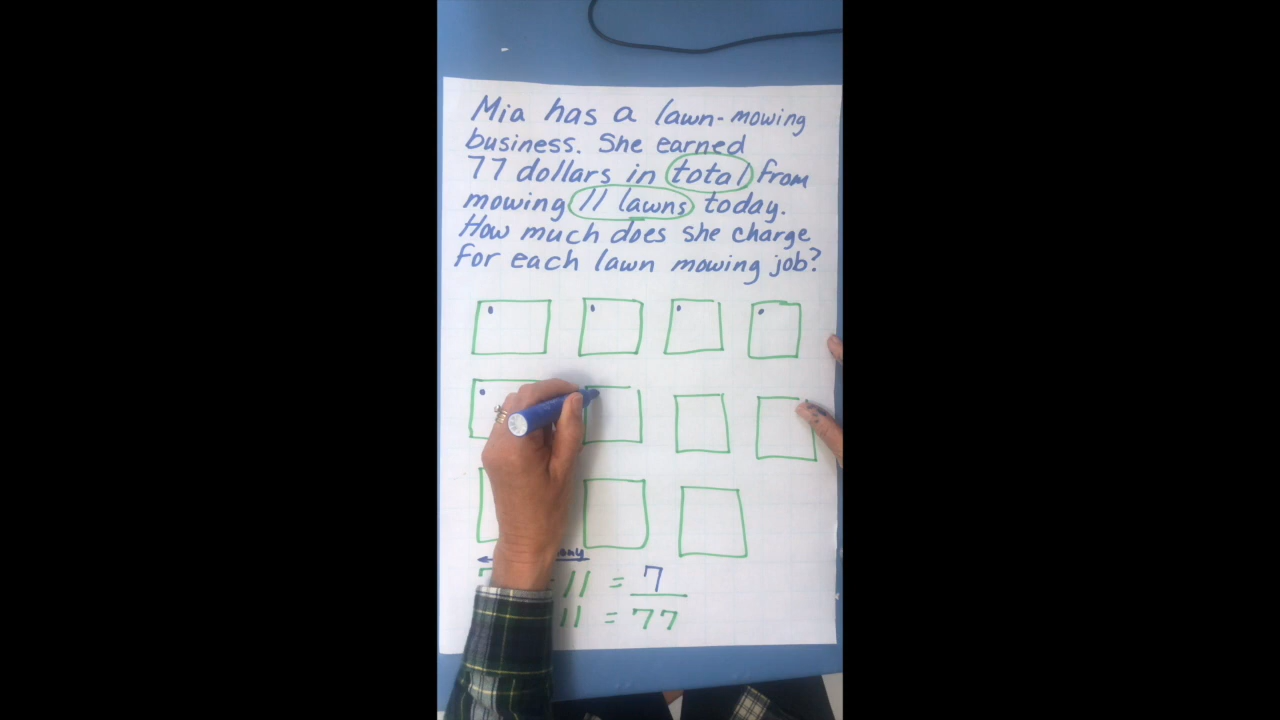 Mia has a lawn-mowing
business. She earned
77 dollars in total from
mowing 11 lawns today.
How much does she charge
for each lawn mowing job?
11 = 7
11 = 77